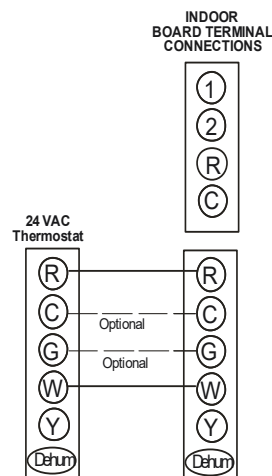 INDOOR
BOARD TERMINAL
CONNECTIONS
1
2
R
C
24 VAC
Thermostat
R
R
C
C
Optional
G
G
Optional
W
W
Y
Y
Dehum
Dehum